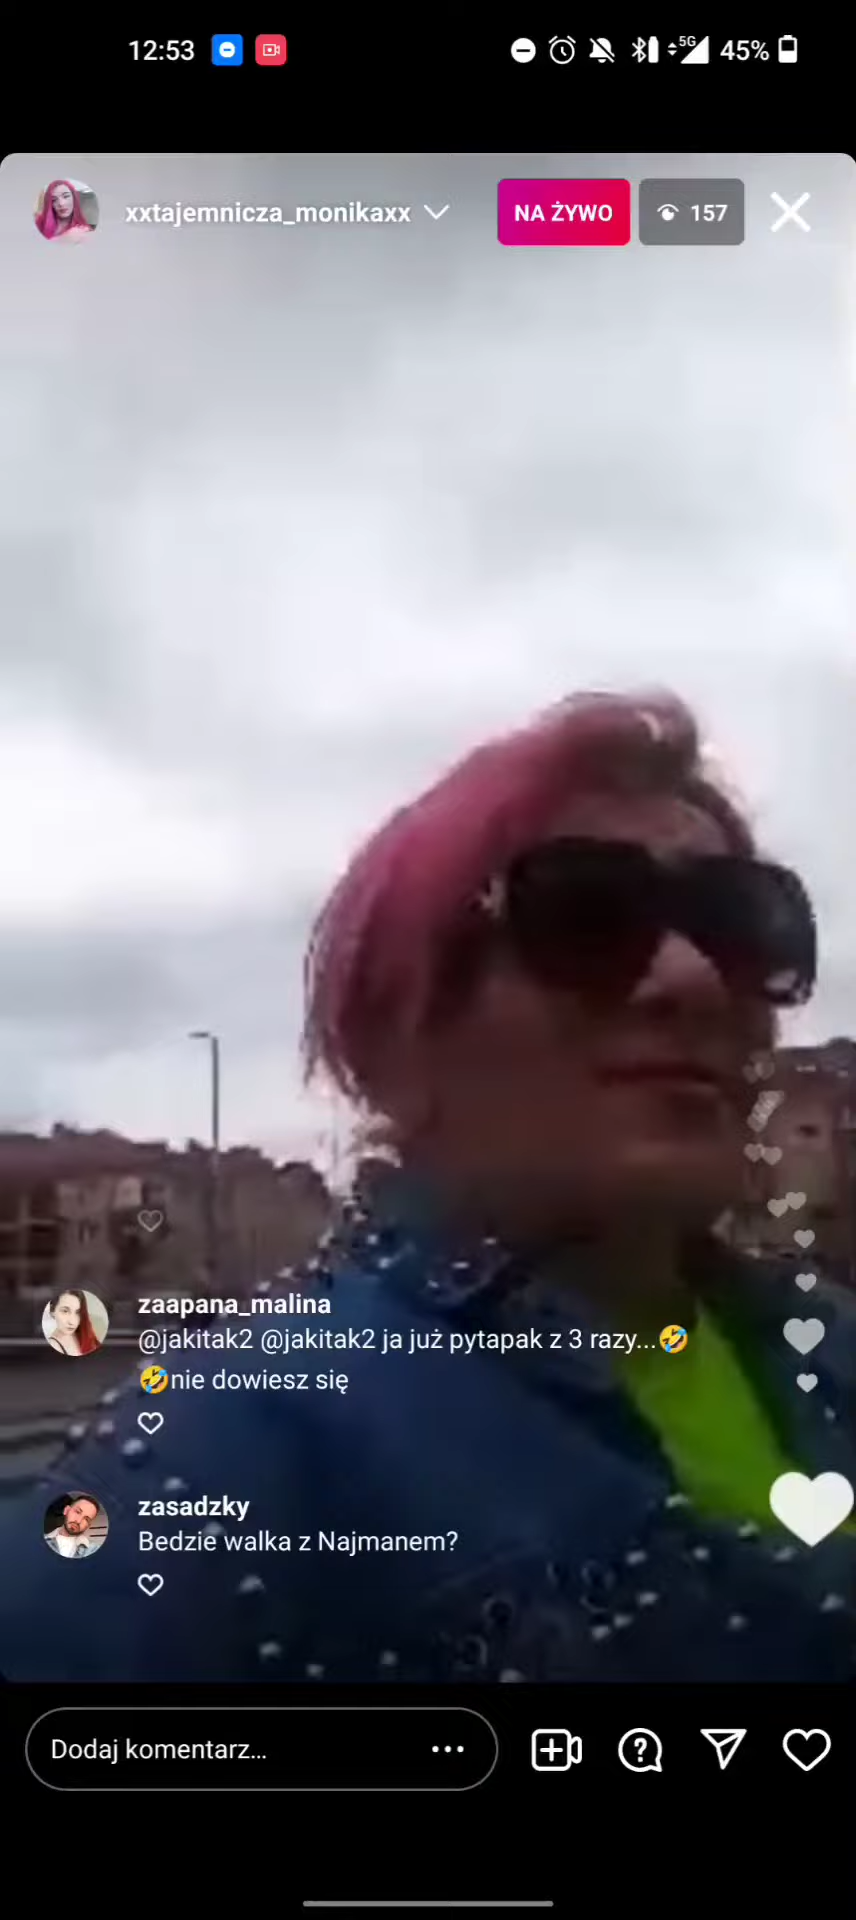 12:53
5G
45%
xxtajemnicza_monikaxx
NA ŻYWO
157
zaapana_malina
@jakitak2 @jakitak2 ja już pytapak z 3 razy...🤣
🤣nie dowiesz się
zasadzky
Bedzie walka z Najmanem?
Dodaj komentarz...